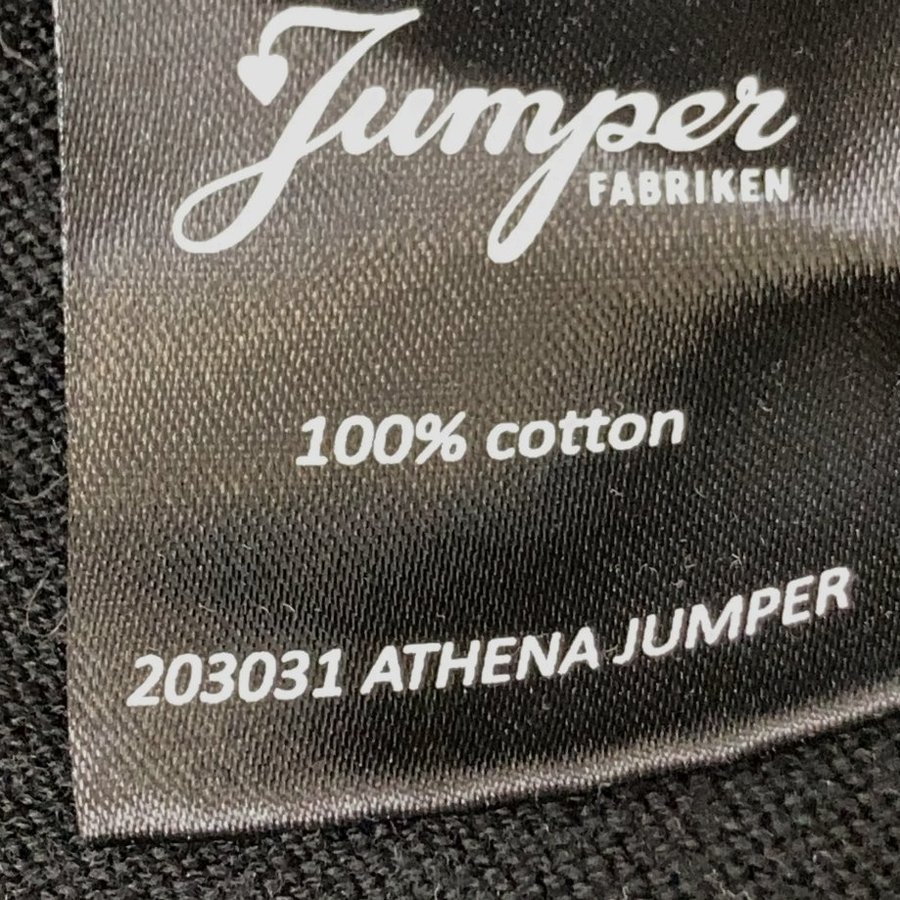 Jumper
FABRIKEN
100% cotton
203031 ATHENA JUMPER